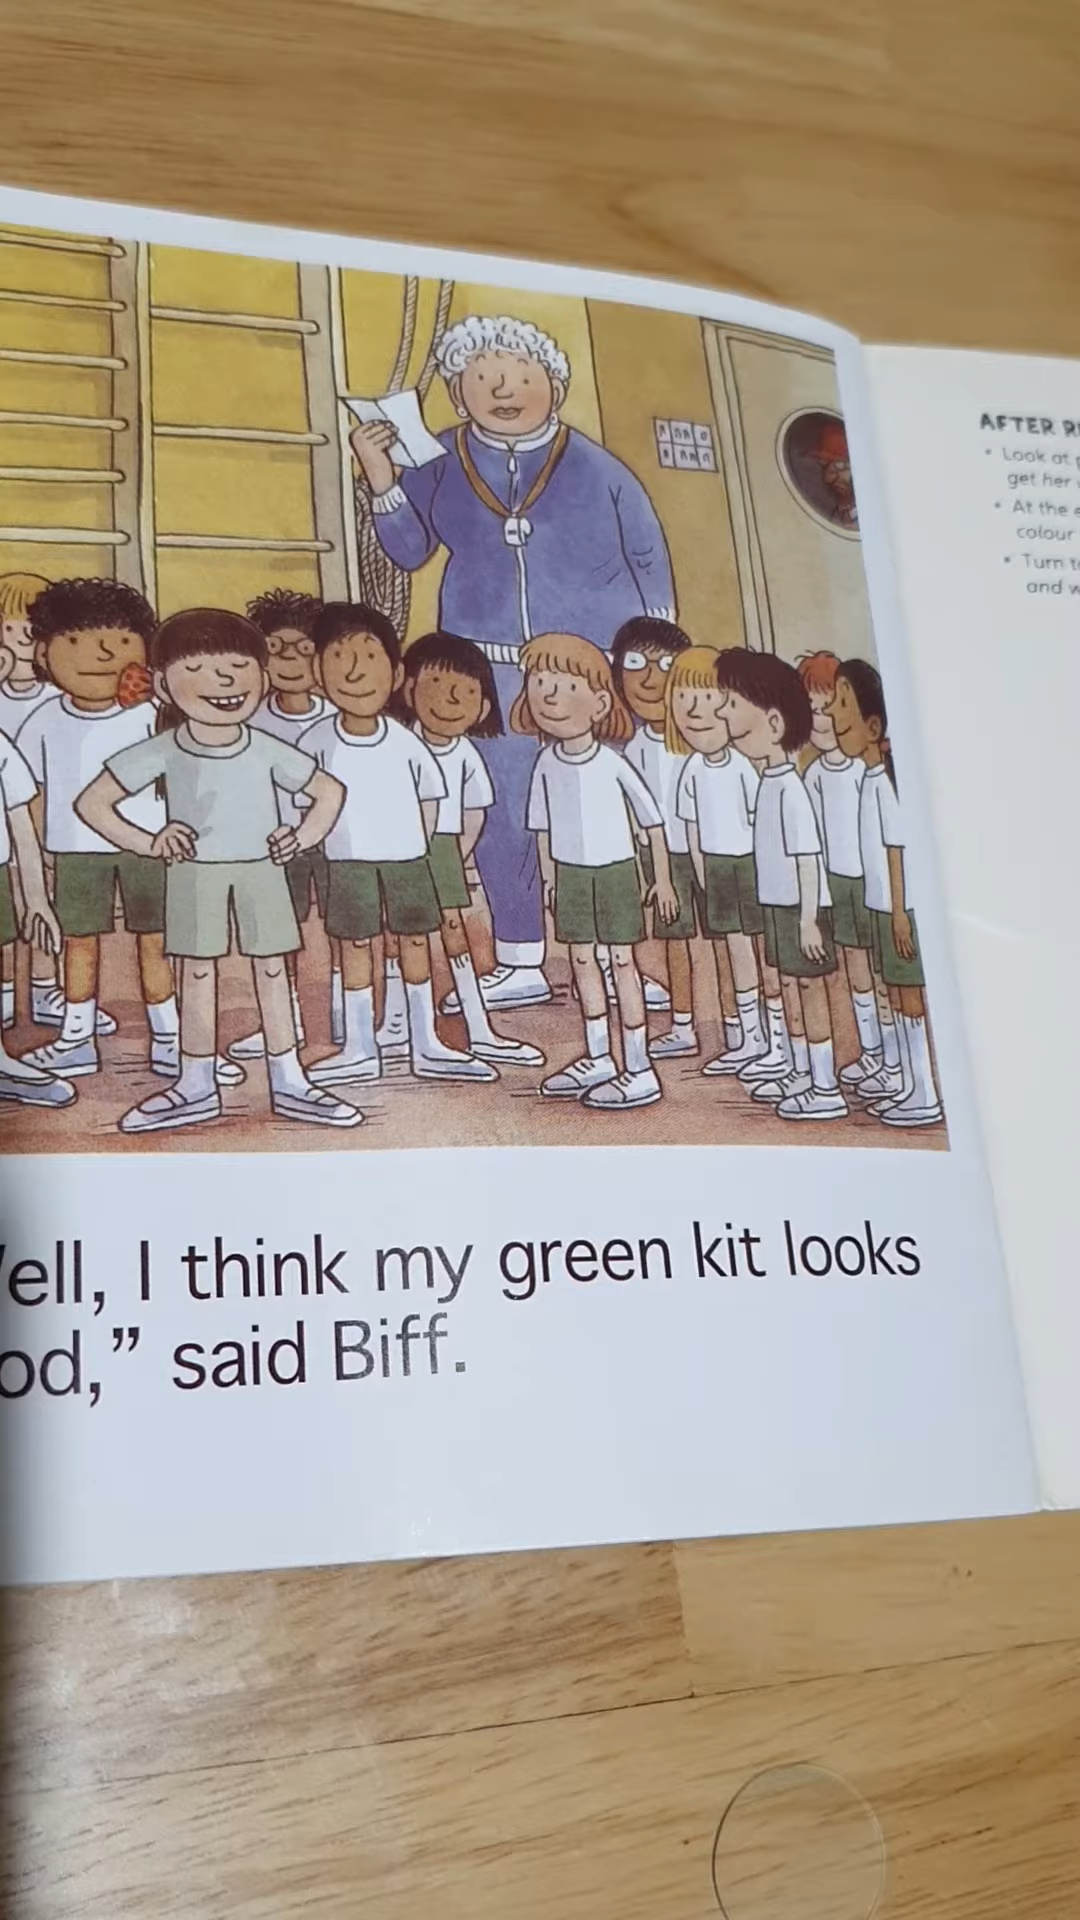 ell, I think my green kit looks
od,” said Biff.
AFTER R
• Look at
get her
• At the
colour
• Turn
and w